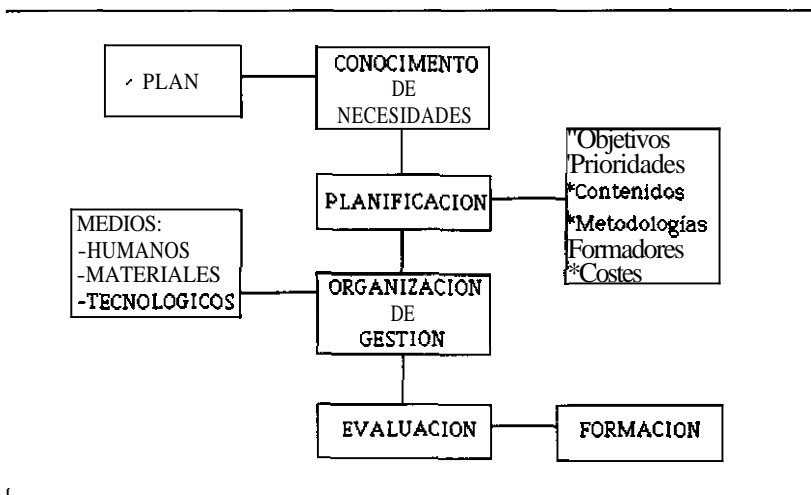 PLAN
CONOCIMENTO
DE
NECESIDADES
"Objetivos
'Prioridades
*Contenidos
*Metodologías
Formadores
*Costes
PLANIFICACION
MEDIOS:
-HUMANOS
-MATERIALES
-TECNOLOGICOS
ORGANIZACION
DE
GESTION
EVALUACION
FORMACION